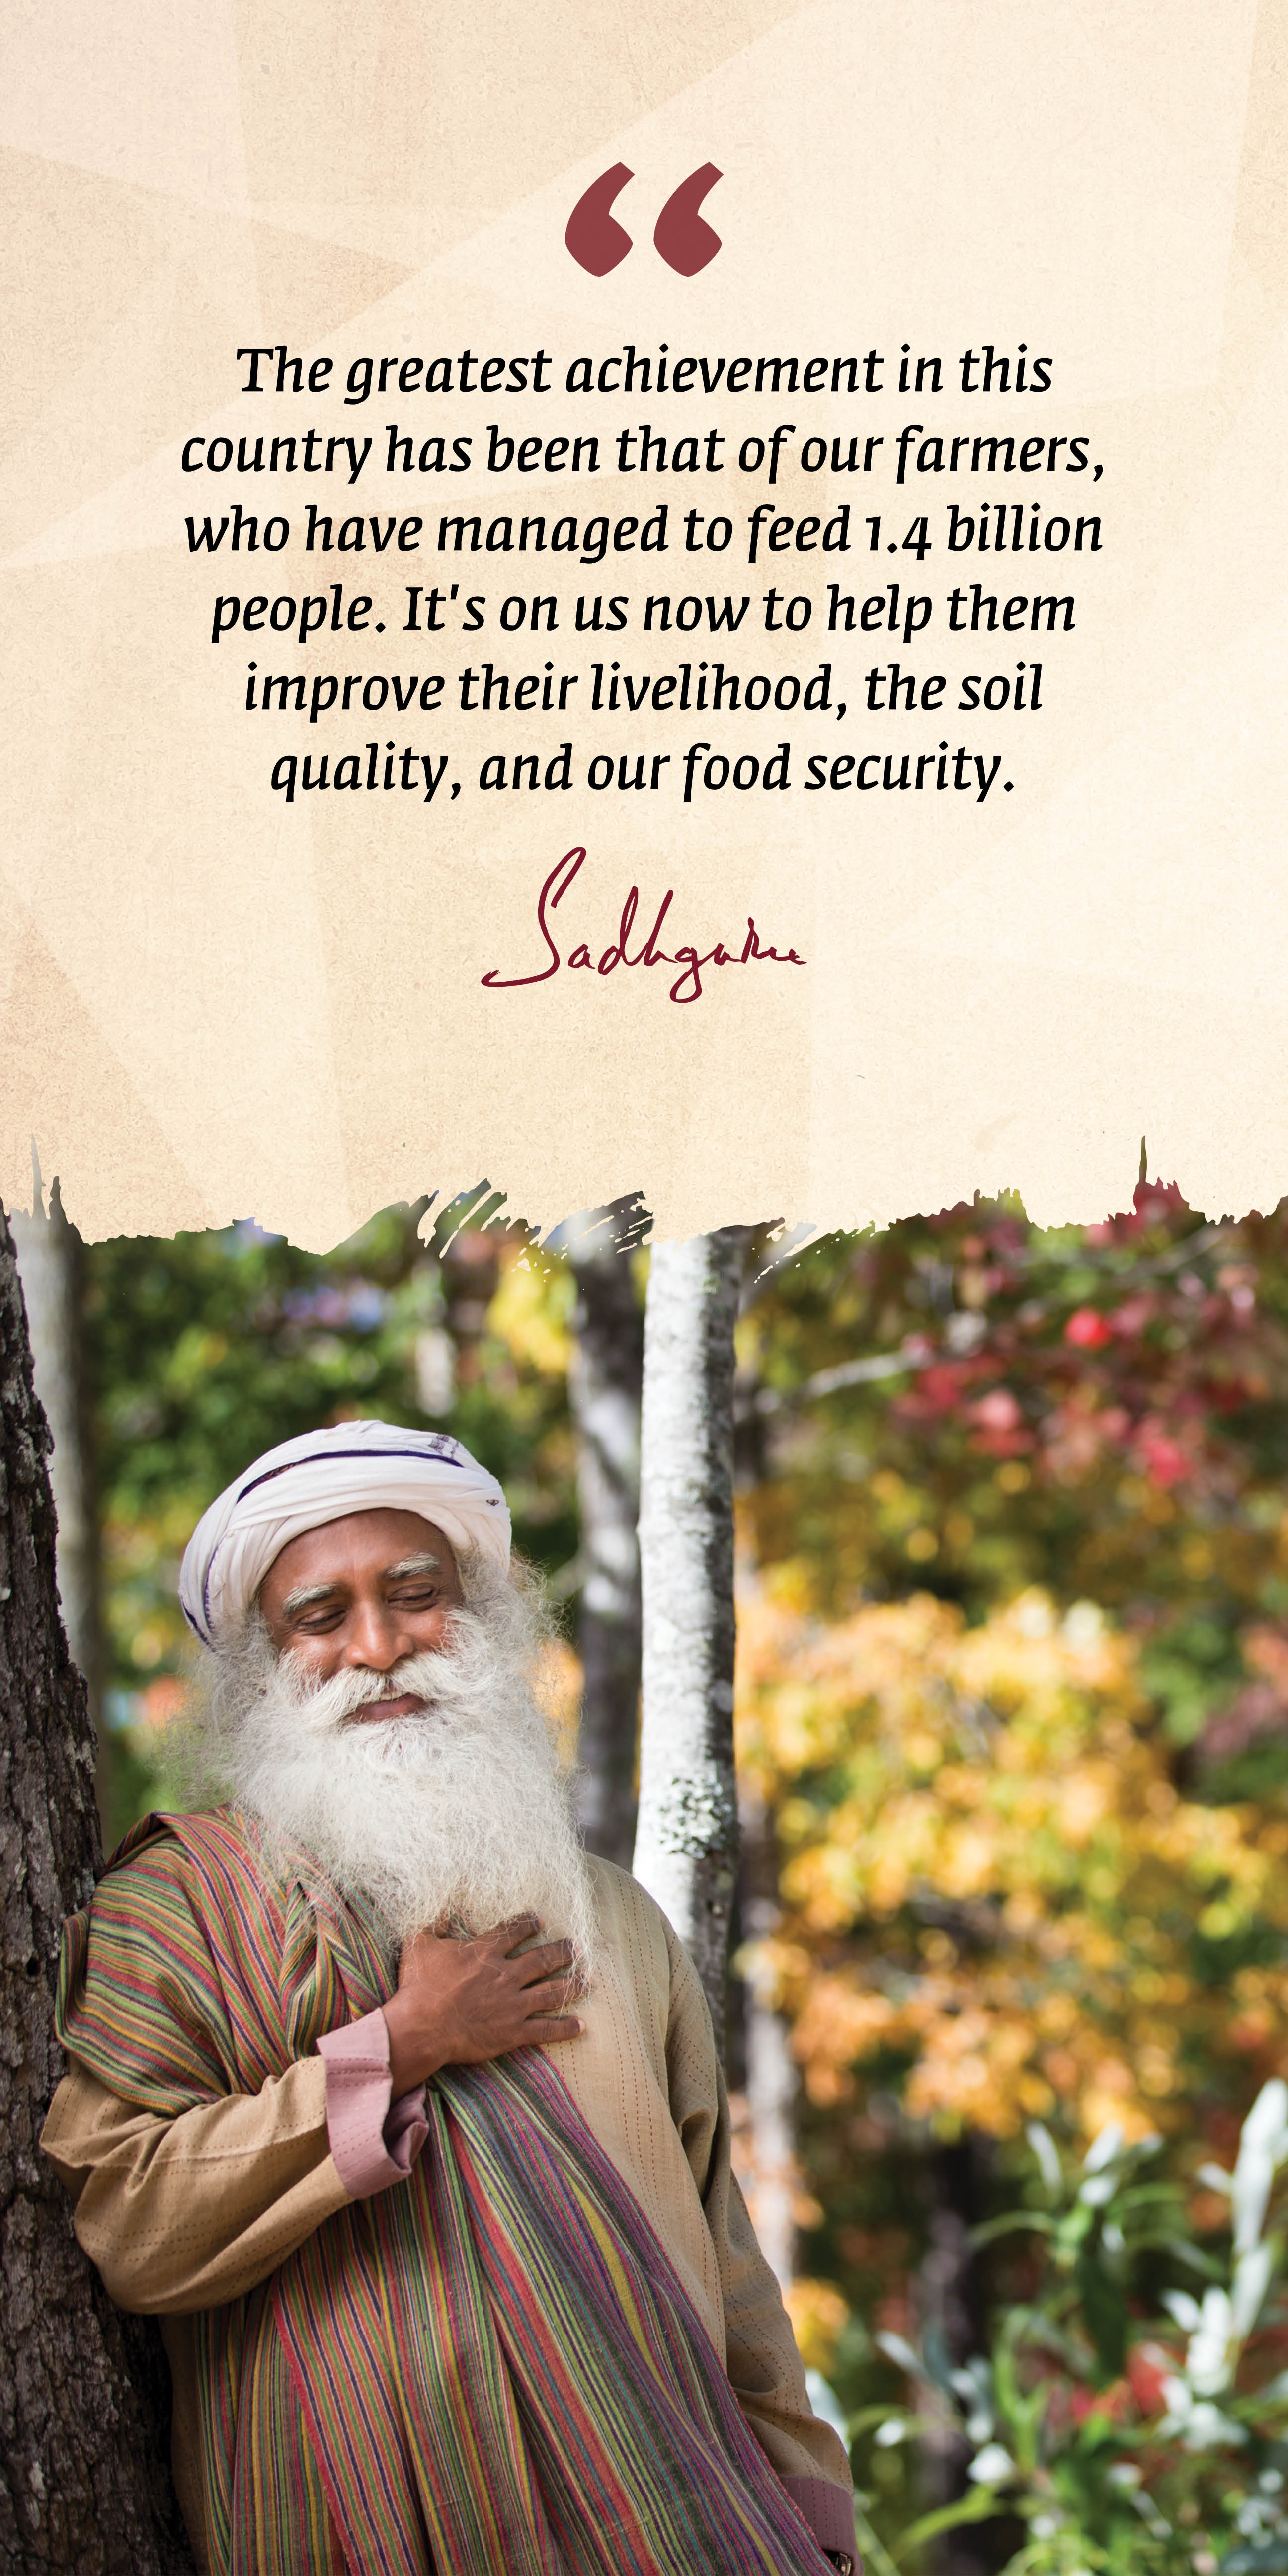 “
The greatest achievement in this
country has been that of our farmers,
who have managed to feed 1.4 billion
people. It's on us now to help them
improve their livelihood, the soil
quality, and our food security.
Sadhguru